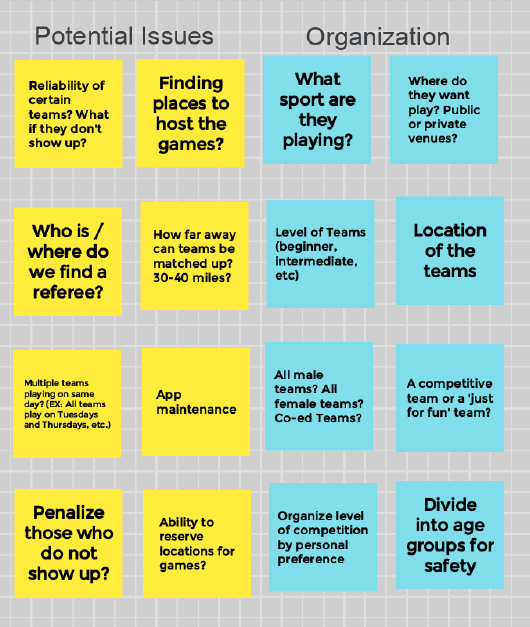 Potential Issues
Organization
Reliability of
certain
teams? What
if they don't
show up?
Finding
places to
host the
games?
What
sport are
they
playing?
Where do
they want
play? Public
or private
venues?
Who is /
where do
we find a
referee?
How far away
can teams be
matched up?
30-40 miles?
Level of Teams
(beginner,
intermediate,
etc)
Location
of the
teams
Multiple teams
playing on same
day? (EX: All teams
play on Tuesdays
and Thursdays, etc.)
App
maintenance
All male
teams? All
female teams?
Co-ed Teams?
A competitive
team or a 'just
for fun' team?
Penalize
those who
do not
show up?
Ability to
reserve
locations for
games?
Organize level
of competition
by personal
preference
Divide
into age
groups for
safety